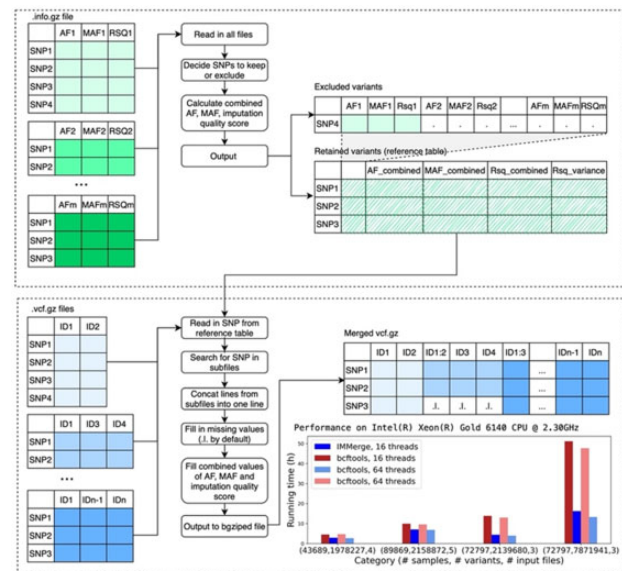 .info.gz file
AF1 MAF1 RSQ1
SNP1
SNP2
SNP3
SNP4
AF2 MAF2 RSQ2
SNP1
SNP2
...
AFm MAFm RSQm
SNP1
SNP2
SNP3
Read in all files
Decide SNPs to keep
or exclude
Calculate combined
AF, MAF, imputation
quality score
Output
Excluded variants
AF1 MAF1 Rsq1 AF2 MAF2 Rsq2 AFm MAFm RSQm
SNP4 . . . ... . . .
Retained variants (reference table)
AF_combined MAF_combined Rsq_combined Rsq_variance
SNP1
SNP2
SNP3
.vcf.gz files
ID1 ID2
SNP1
SNP2
SNP3
SNP4
ID1 ID3 ID4
SNP1
SNP2
...
ID1 IDn-1 IDn
SNP1
SNP2
SNP3
Read in SNP from
reference table
Search for SNP in
subfiles
Concat lines from
subfiles into one line
Fill in missing values
(.|. by default)
Fill combined values
of AF, MAF and
imputation quality
score
Output to bgziped file
Merged vcf.gz
ID1 ID2 ID1:2 ID3 ID4 ID1:3 IDn-1 IDn
SNP1 ...
SNP2 ...
SNP3 .|. .|. .|. ...
Performance on Intel(R) Xeon(R) Gold 6140 CPU @ 2.30GHz
IMMerge, 16 threads
bcftools, 16 threads
bcftools, 64 threads
bcftools, 64 threads
Running time (h)
50
40
30
20
10
0
(43689,1978227,4) (89869,2158872,5) (72797,2139680,3) (72797,7871941,3)
Category (# samples, # variants, # input files)